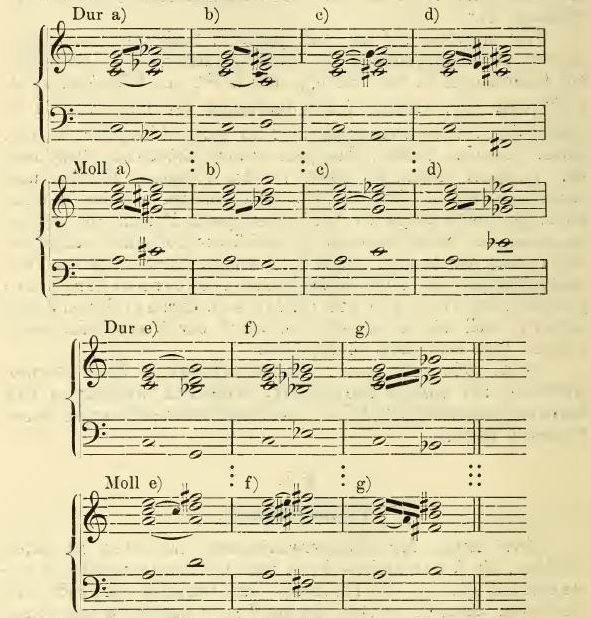 Dur a) b) c) d)
Moll a) b) c) d)
Dur e) f) g)
Moll e) f) g)